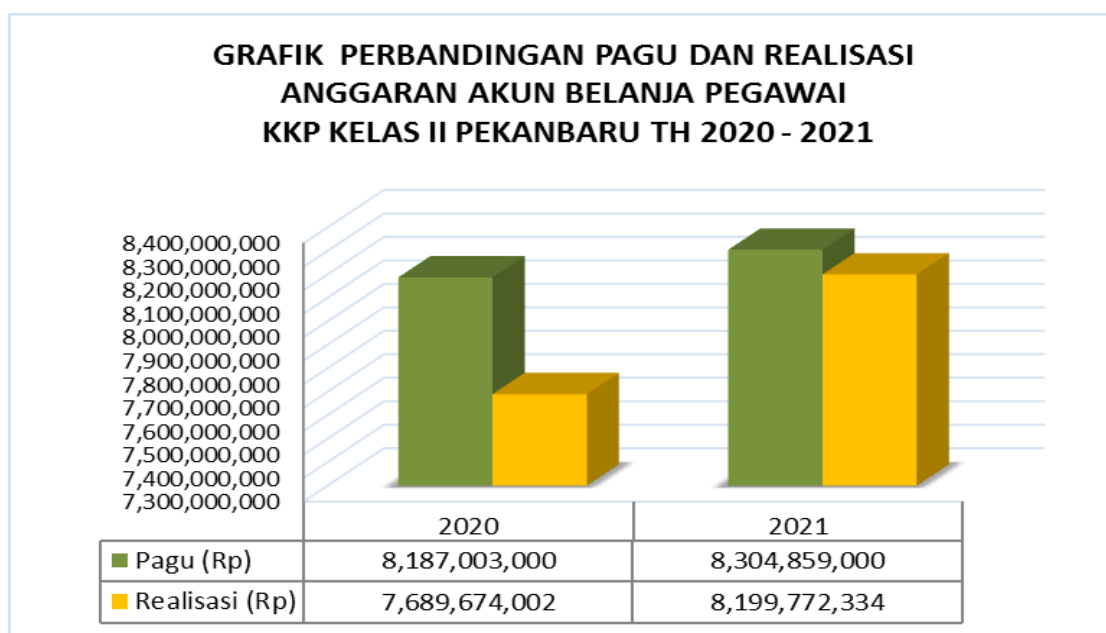 GRAFIK PERBANDINGAN PAGU DAN REALISASI
ANGGARAN AKUN BELANJA PEGAWAI
KKP KELAS II PEKANBARU TH 2020 - 2021
8,400,000,000
8,300,000,000
8,200,000,000
8,100,000,000
8,000,000,000
7,900,000,000
7,800,000,000
7,700,000,000
7,600,000,000
7,500,000,000
7,400,000,000
7,300,000,000
2020 2021
Pagu (Rp) 8,187,003,000 8,304,859,000
Realisasi (Rp) 7,689,674,002 8,199,772,334